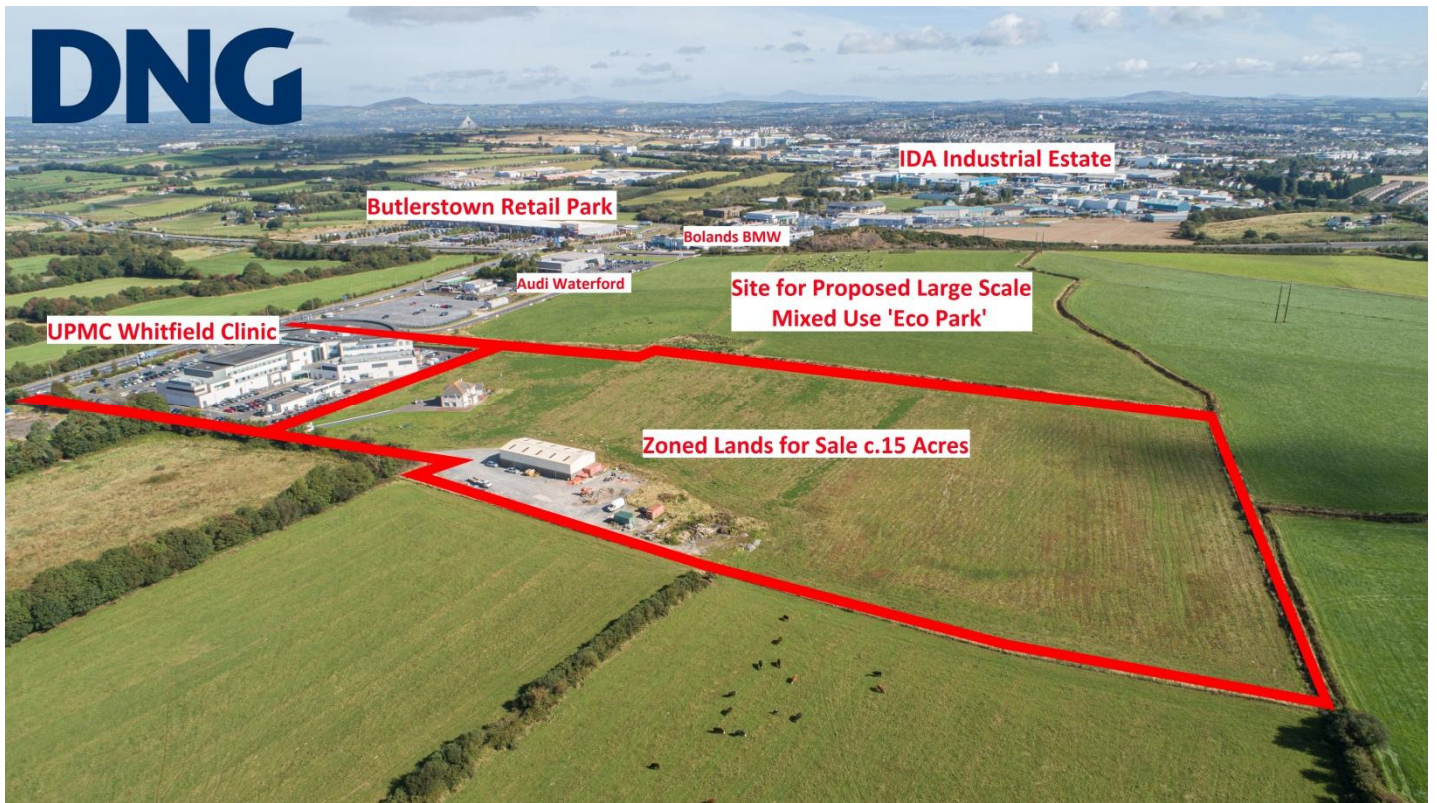 DNG
IDA Industrial Estate
Butlerstown Retail Park
Bolands BMW
Audi Waterford
Site for Proposed Large Scale
Mixed Use 'Eco Park'
UPMC Whitfield Clinic
Zoned Lands for Sale c.15 Acres